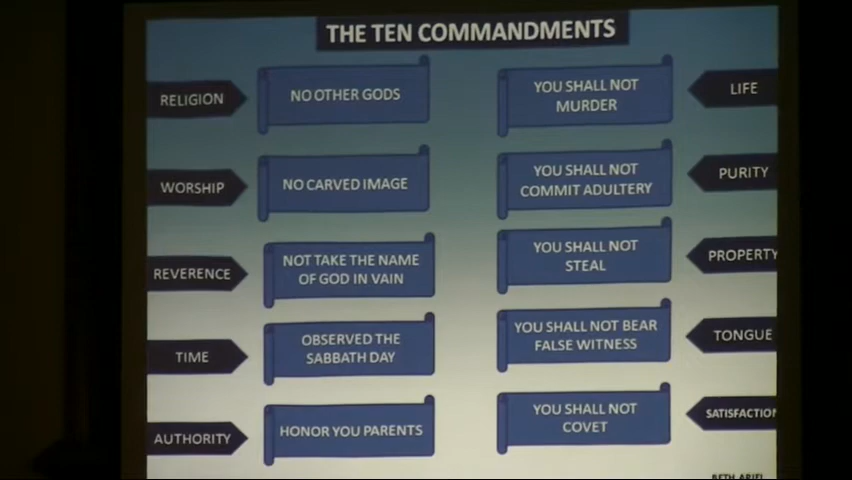 THE TEN COMMANDMENTS
RELIGION
NO OTHER GODS
WORSHIP
NO CARVED IMAGE
REVERENCE
NOT TAKE THE NAME
OF GOD IN VAIN
TIME
OBSERVED THE
SABBATH DAY
AUTHORITY
HONOR YOU PARENTS
YOU SHALL NOT
MURDER
LIFE
YOU SHALL NOT
COMMIT ADULTERY
PURITY
YOU SHALL NOT
STEAL
PROPERTY
YOU SHALL NOT BEAR
FALSE WITNESS
TONGUE
YOU SHALL NOT
COVET
SATISFACTION
BETH ARIEL